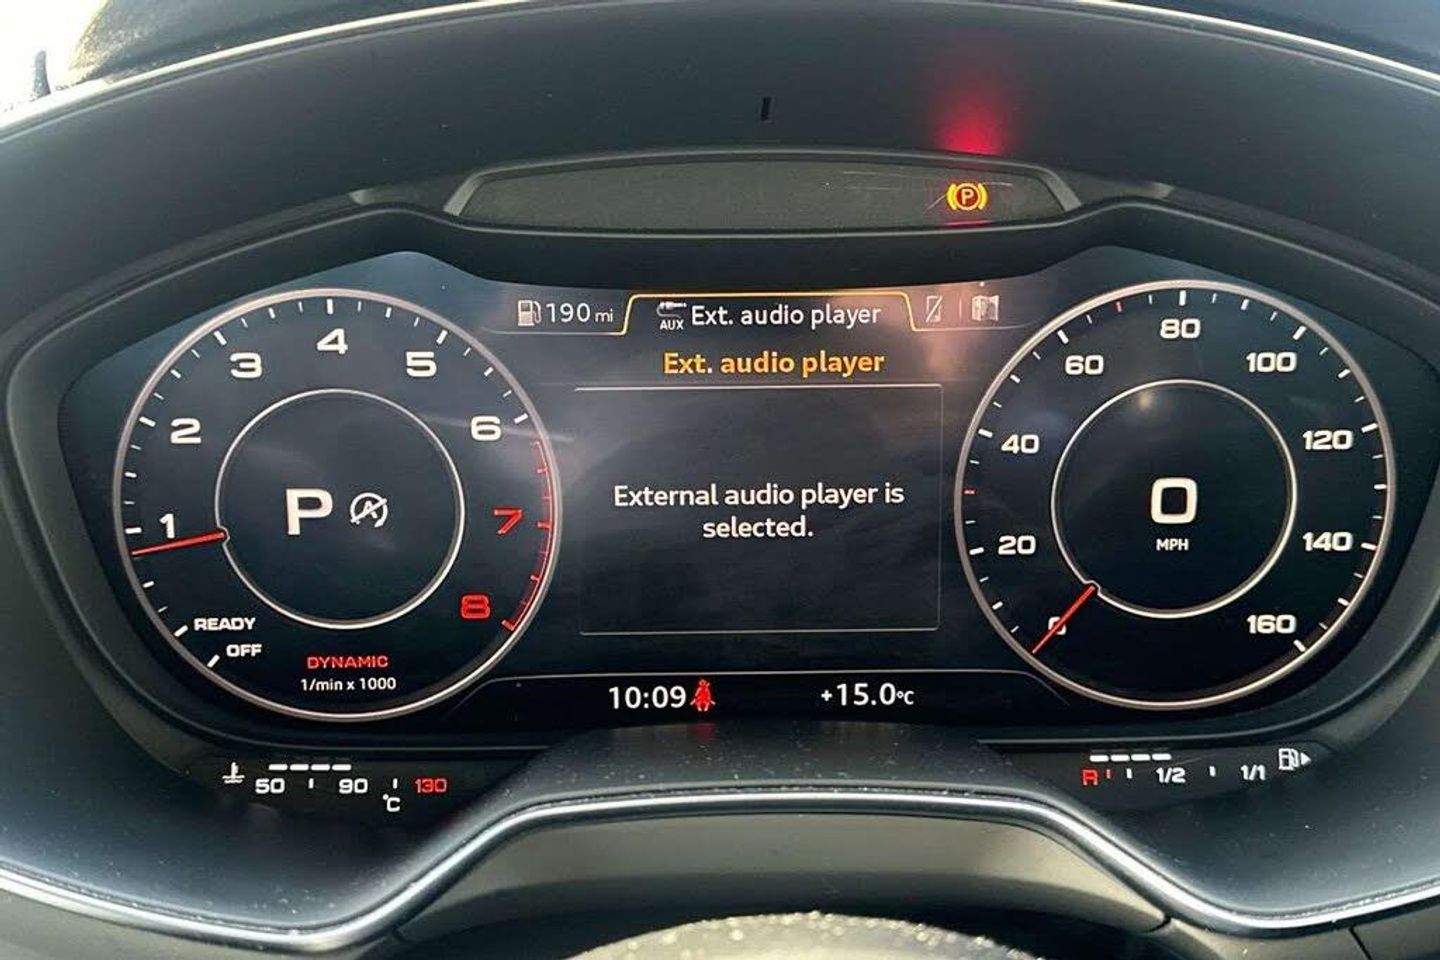 P
190 mi
AUX Ext. audio player
Ext. audio player
External audio player is
selected.
1
2
3
4
5
6
7
8
P A
READY
OFF
DYNAMIC
1/min x 1000
0
20
40
60
80
100
120
140
160
0
MPH
10:09
+15.0°C
50 90 130
°C
R 1/2 1/1